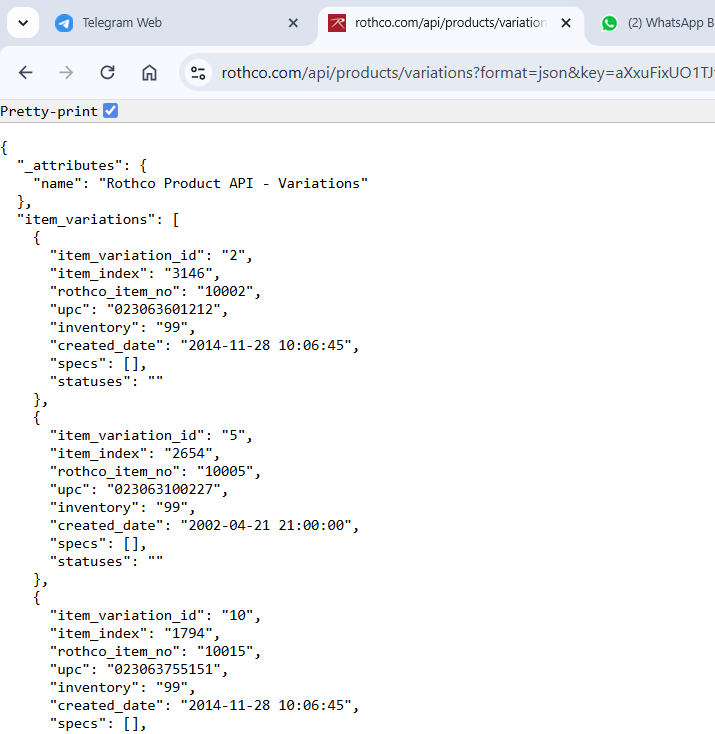 Telegram Web
rothco.com/api/products/variation
(2) WhatsApp B
rothco.com/api/products/variations?format=json&key=aXxuFixUO1TJ
Pretty-print
{
"_attributes": {
"name": "Rothco Product API - Variations"
},
"item_variations": [
{
"item_variation_id": "2",
"item_index": "3146",
"rothco_item_no": "10002",
"upc": "023063601212",
"inventory": "99",
"created_date": "2014-11-28 10:06:45",
"specs": [],
"statuses": ""
},
{
"item_variation_id": "5",
"item_index": "2654",
"rothco_item_no": "10005",
"upc": "023063100227",
"inventory": "99",
"created_date": "2002-04-21 21:00:00",
"specs": [],
"statuses": ""
},
{
"item_variation_id": "10",
"item_index": "1794",
"rothco_item_no": "10015",
"upc": "023063755151",
"inventory": "99",
"created_date": "2014-11-28 10:06:45",
"specs": [],